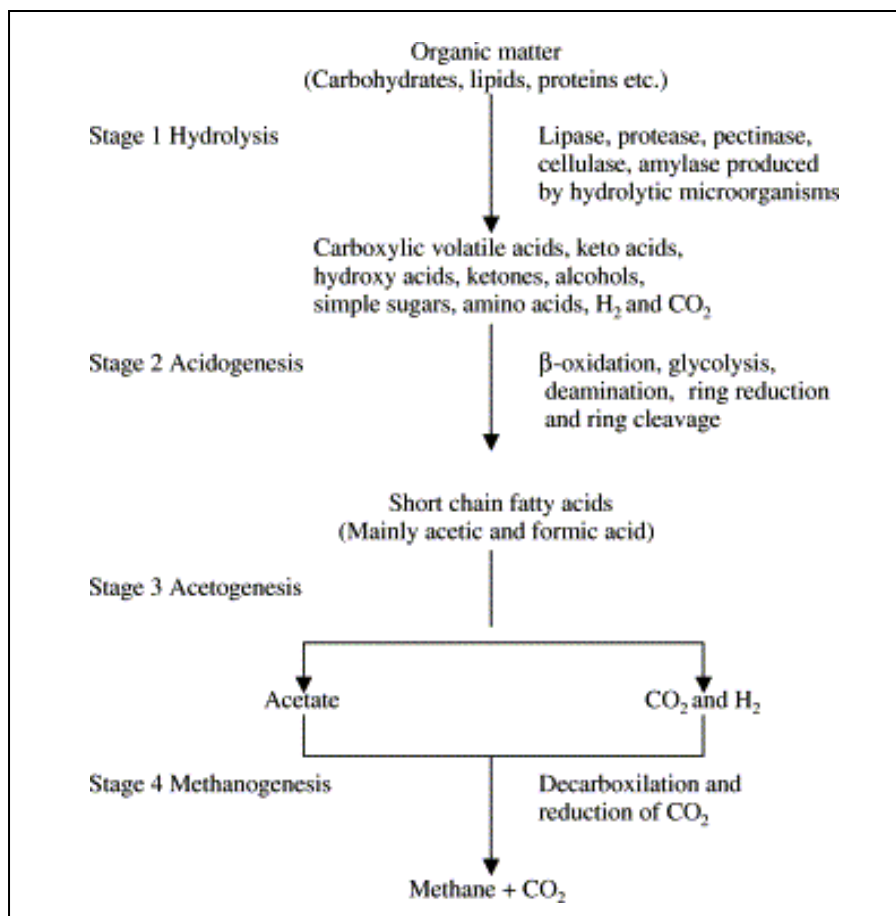 Organic matter
(Carbohydrates, lipids, proteins etc.)
Stage 1 Hydrolysis
Lipase, protease, pectinase,
cellulase, amylase produced
by hydrolytic microorganisms
Carboxylic volatile acids, keto acids,
hydroxy acids, ketones, alcohols,
simple sugars, amino acids, H₂ and CO₂
Stage 2 Acidogenesis
β-oxidation, glycolysis,
deamination, ring reduction
and ring cleavage
Short chain fatty acids
(Mainly acetic and formic acid)
Stage 3 Acetogenesis
Acetate
CO₂ and H₂
Stage 4 Methanogenesis
Decarboxilation and
reduction of CO₂
Methane + CO₂